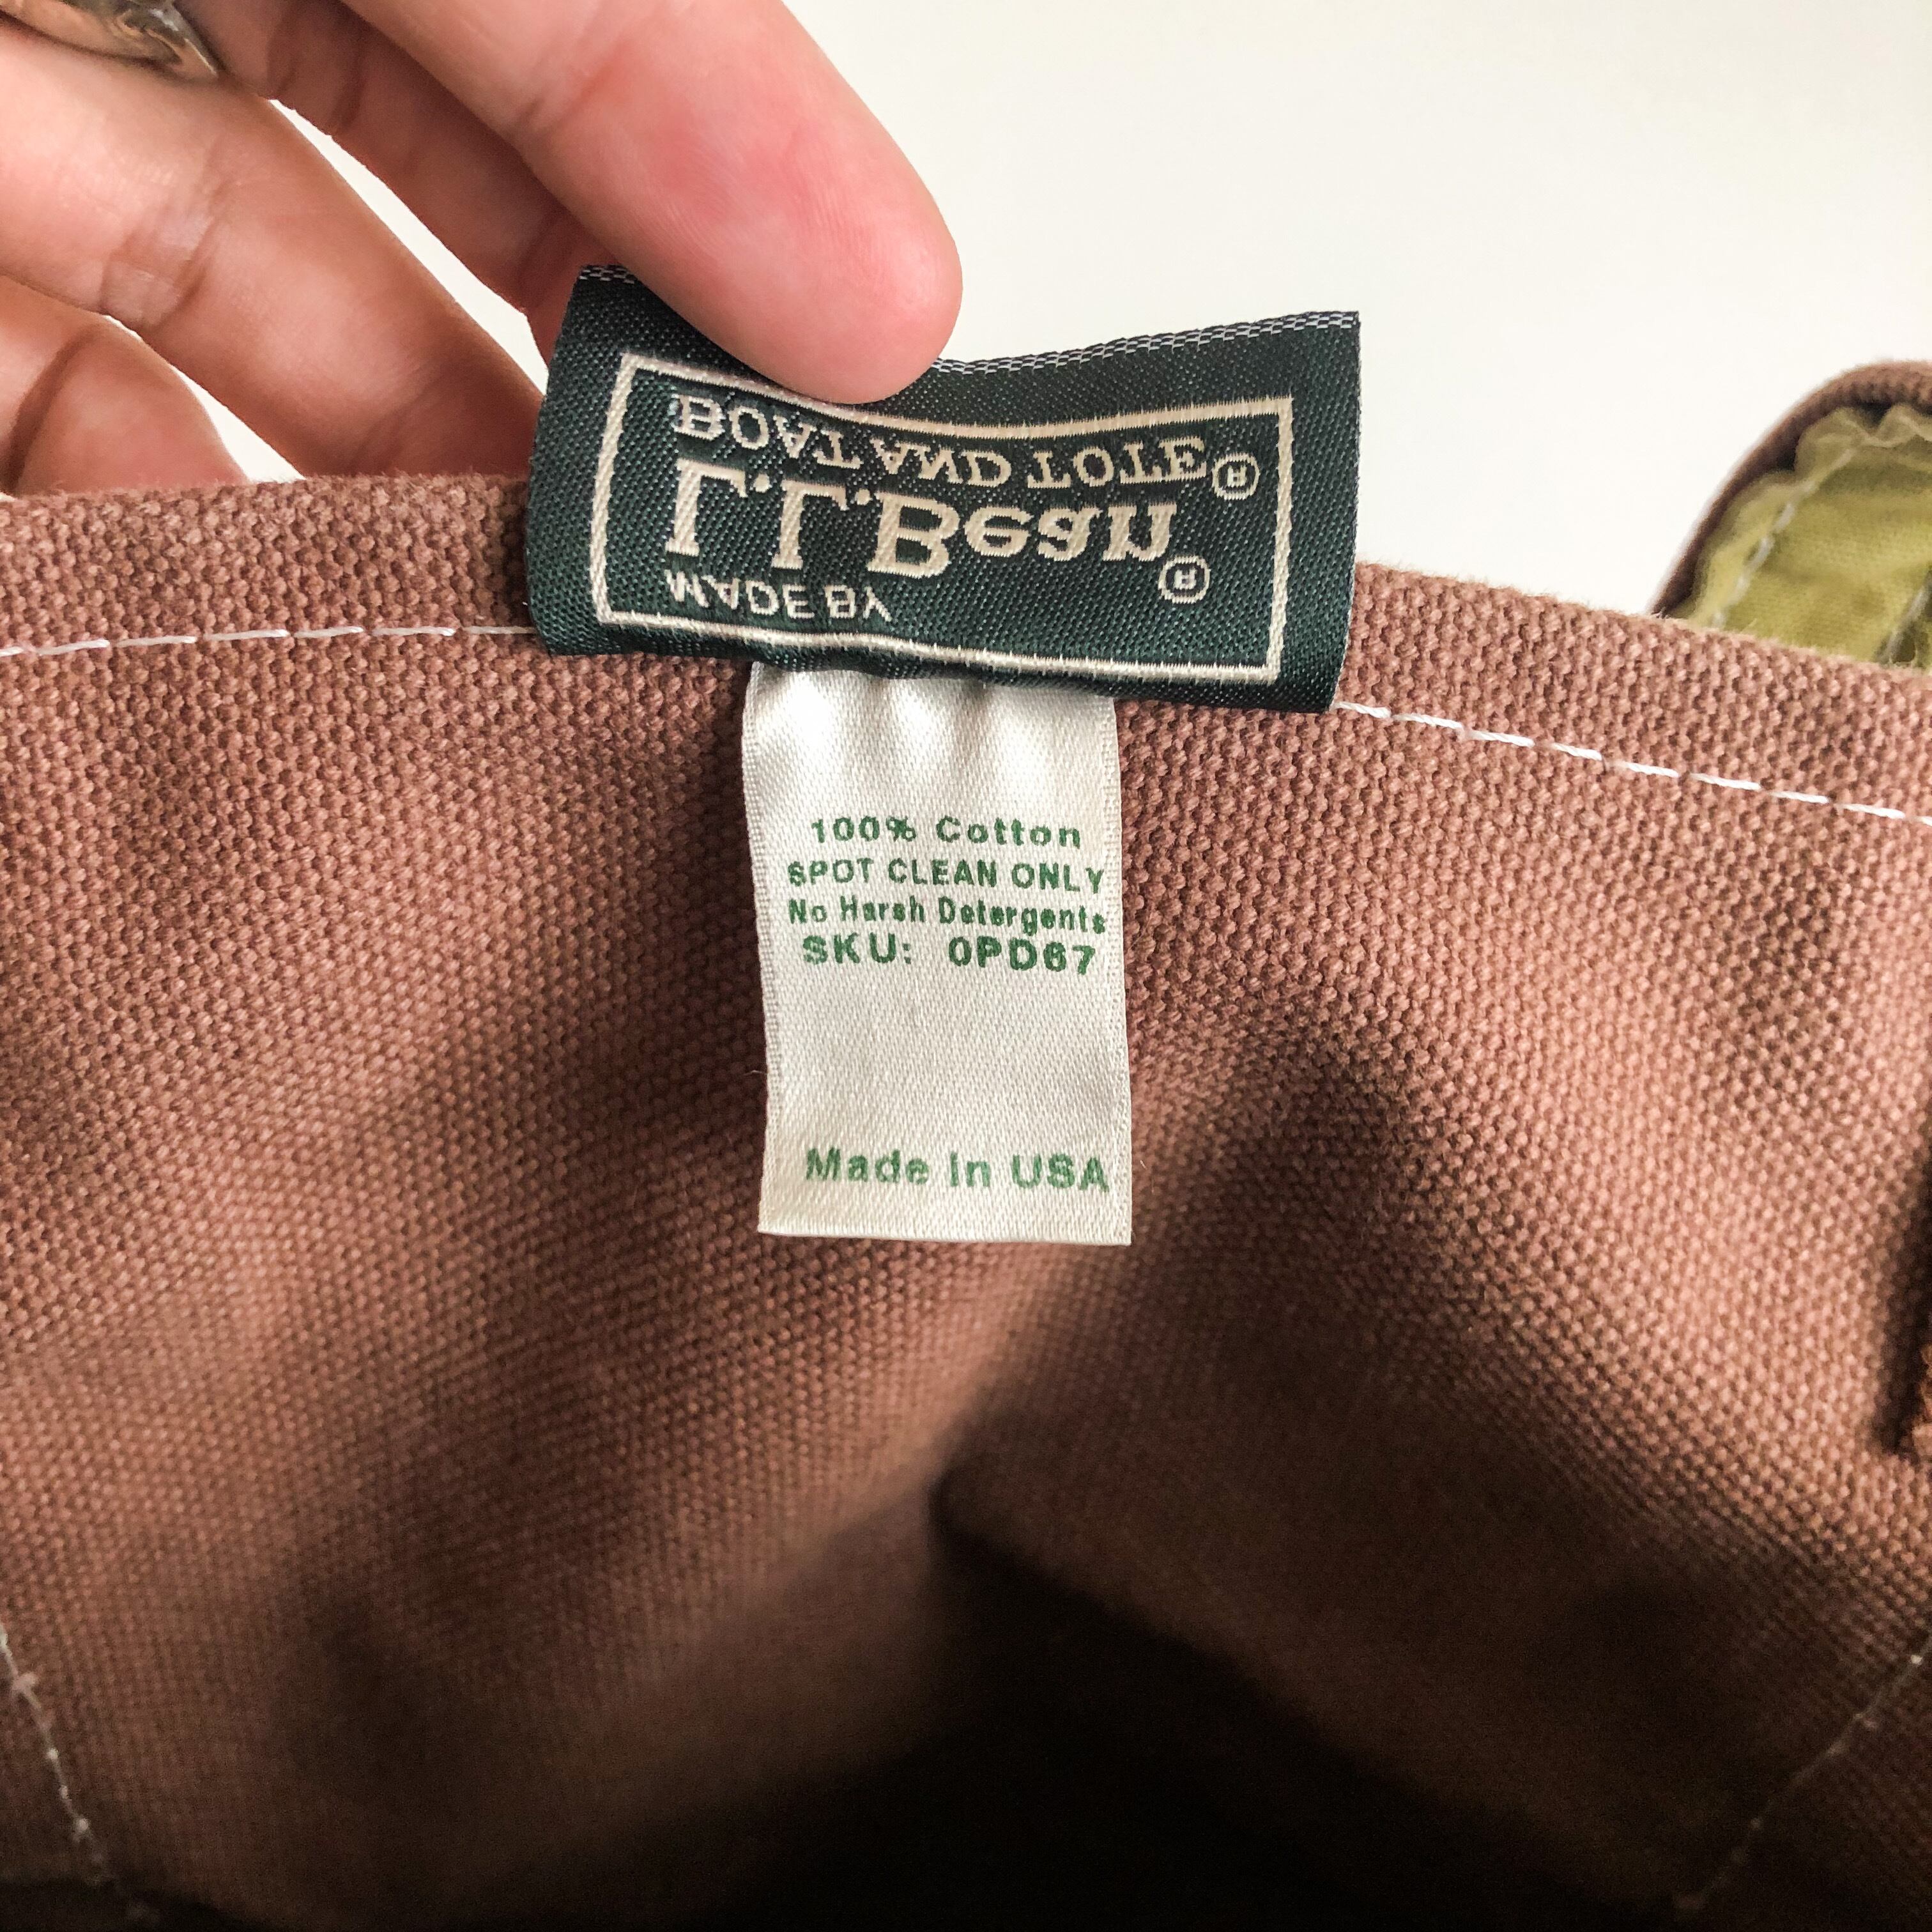 BOAT AND TOTE®
L.L.Bean®
MADE BY
100% Cotton
SPOT CLEAN ONLY
No Harsh Detergents
SKU: 0PD67
Made in USA